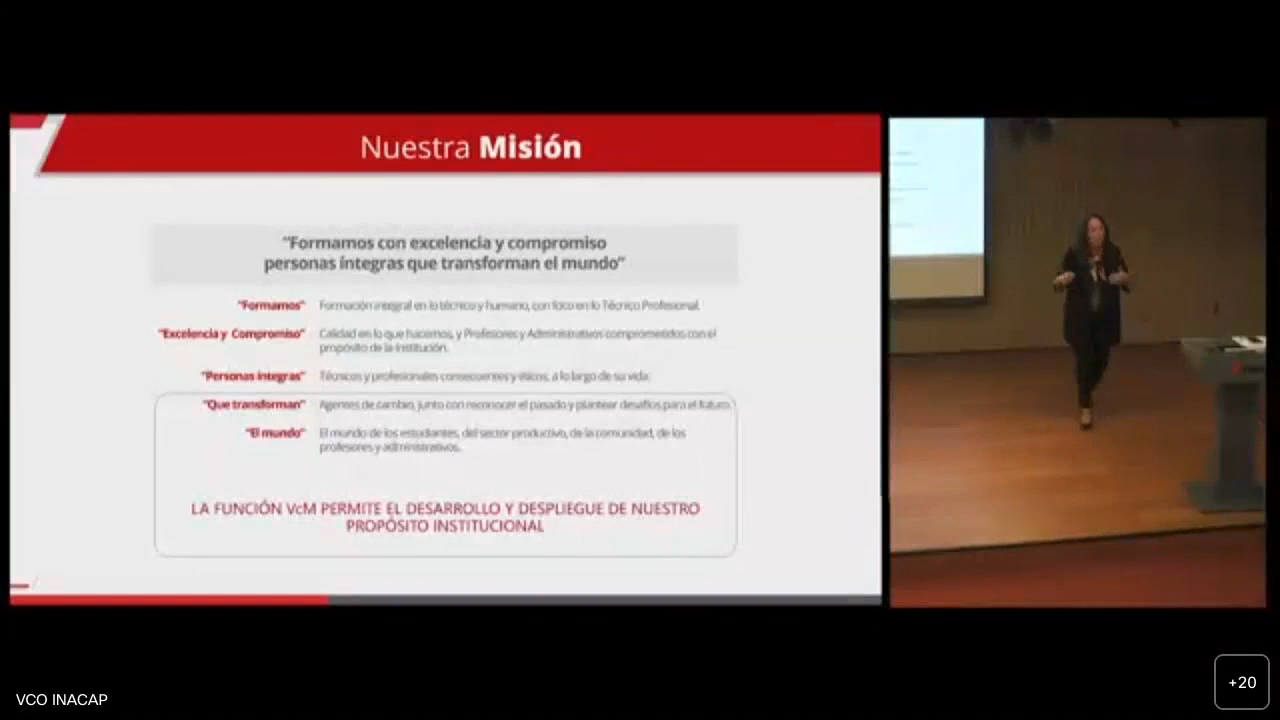 Nuestra Misión
"Formamos con excelencia y compromiso
personas íntegras que transforman el mundo"
"Formamos" Formación integral en lo técnico y humano, con foco en lo Técnico Profesional.
"Excelencia y Compromiso" Calidad en lo que hacemos, y Profesores y Administrativos comprometidos con el
propósito de la Institución.
"Personas íntegras" Técnicos y profesionales consecuentes y éticos, a lo largo de su vida.
"Que transforman" Agentes de cambio, junto con reconocer el pasado y plantear desafíos para el futuro.
"El mundo" El mundo de los estudiantes, del sector productivo, de la comunidad, de los
profesores y administrativos.
LA FUNCIÓN VcM PERMITE EL DESARROLLO Y DESPLIEGUE DE NUESTRO
PROPÓSITO INSTITUCIONAL
VCO INACAP
+20